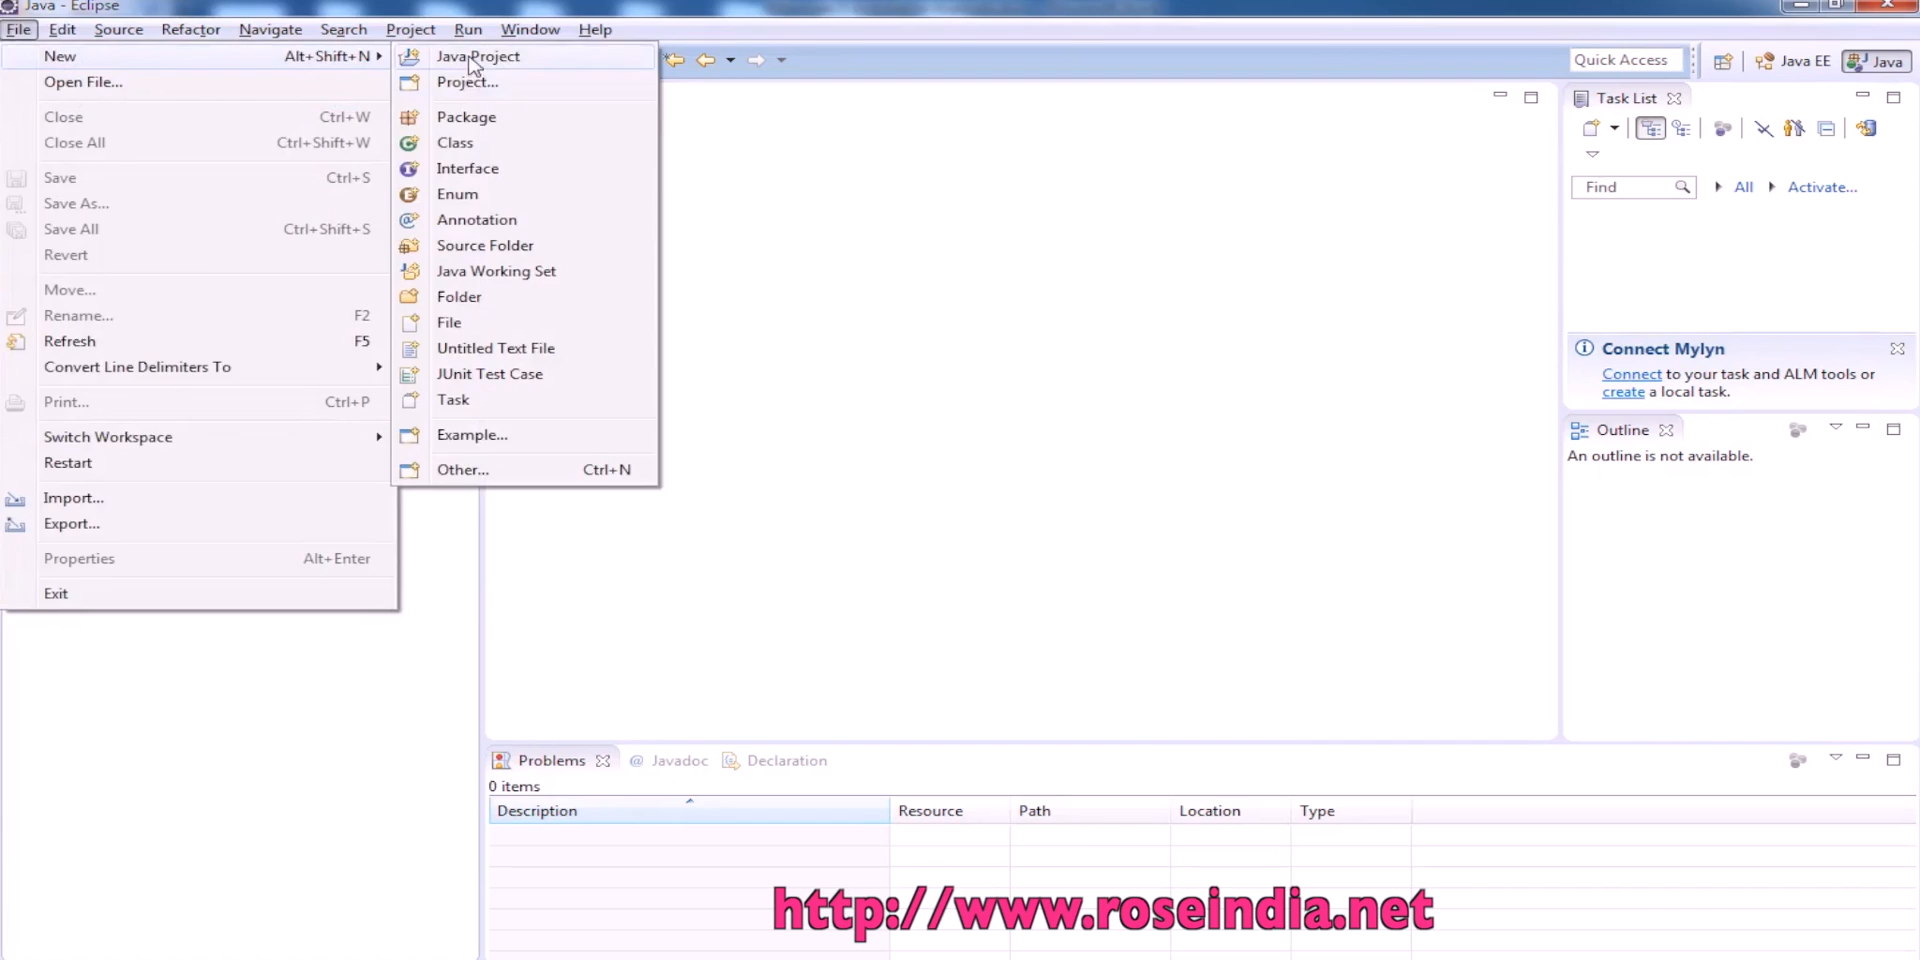 Java - Eclipse
File Edit Source Refactor Navigate Search Project Run Window Help
New Alt+Shift+N
Open File...
Close Ctrl+W
Close All Ctrl+Shift+W
Save Ctrl+S
Save As...
Save All Ctrl+Shift+S
Revert
Move...
Rename... F2
Refresh F5
Convert Line Delimiters To
Print... Ctrl+P
Switch Workspace
Restart
Import...
Export...
Properties Alt+Enter
Exit
Java Project
Project...
Package
Class
Interface
Enum
Annotation
Source Folder
Java Working Set
Folder
File
Untitled Text File
JUnit Test Case
Task
Example...
Other... Ctrl+N
Quick Access Java EE Java
Task List
Find All Activate...
Connect Mylyn
Connect to your task and ALM tools or
create a local task.
Outline
An outline is not available.
Problems @ Javadoc Declaration
0 items
Description Resource Path Location Type
http://www.roseindia.net